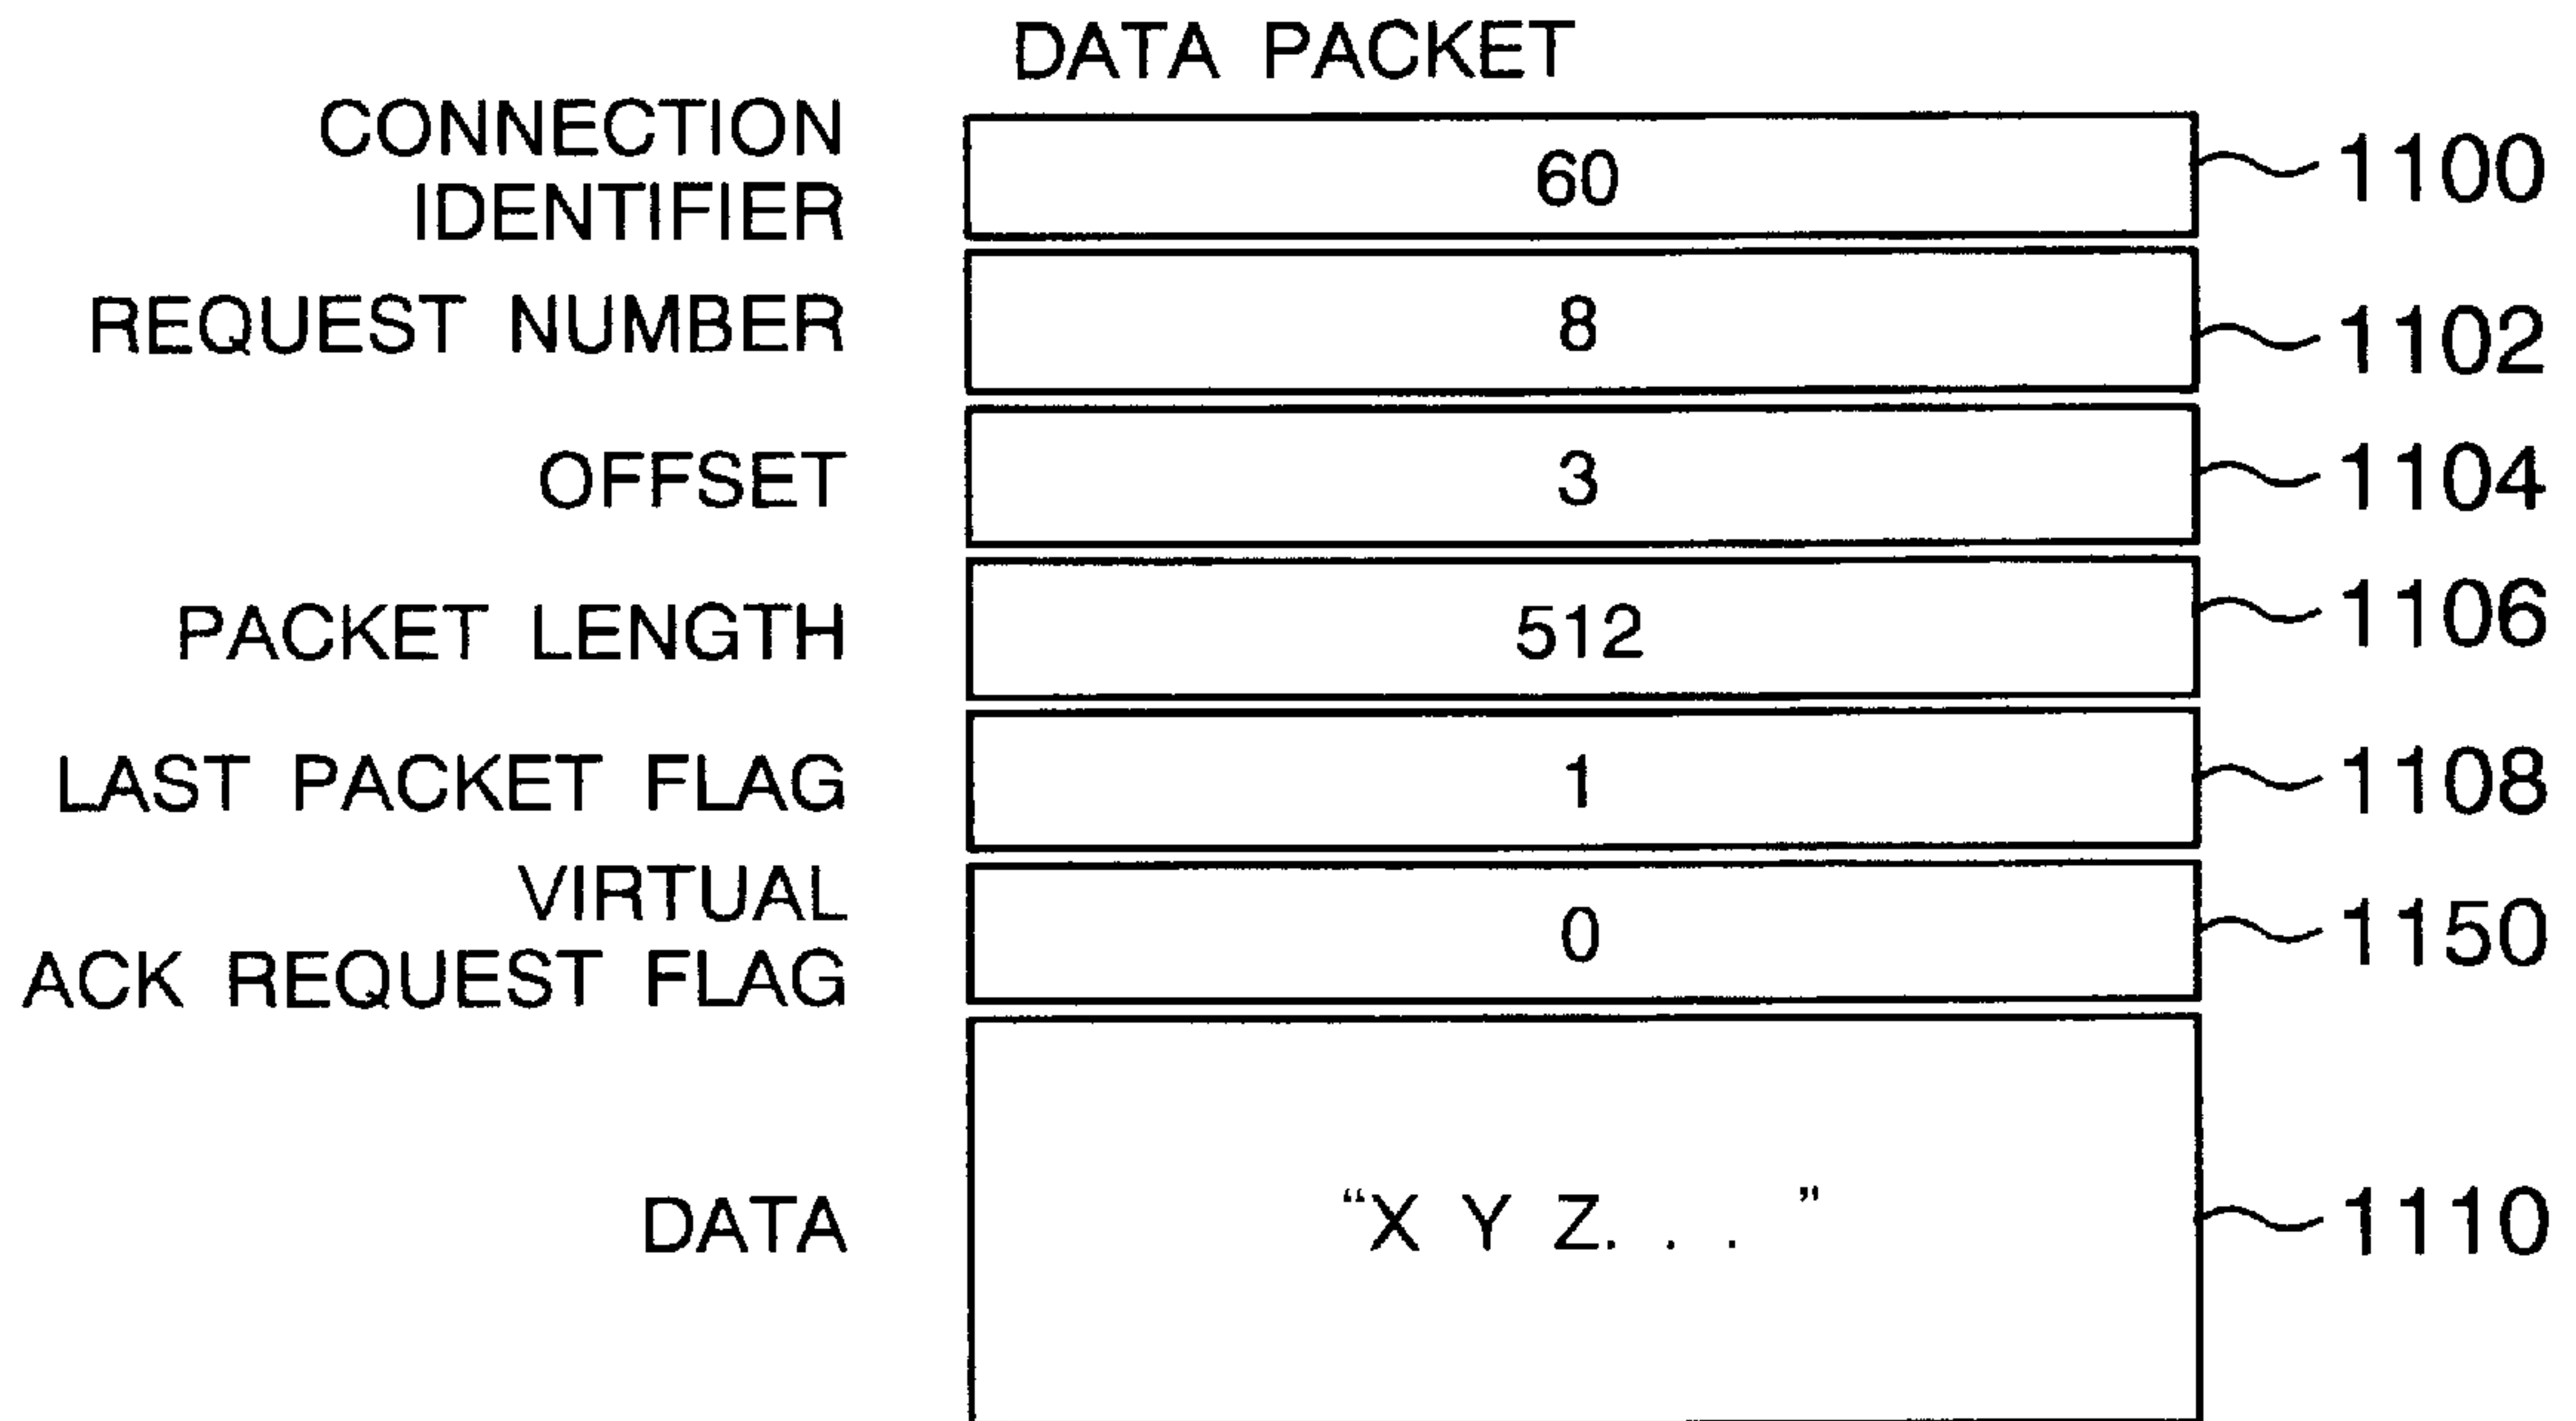 DATA PACKET
CONNECTION
IDENTIFIER
60
1100
REQUEST NUMBER
8
1102
OFFSET
3
1104
PACKET LENGTH
512
1106
LAST PACKET FLAG
1
1108
VIRTUAL
ACK REQUEST FLAG
0
1150
DATA
“X Y Z. . . ”
1110